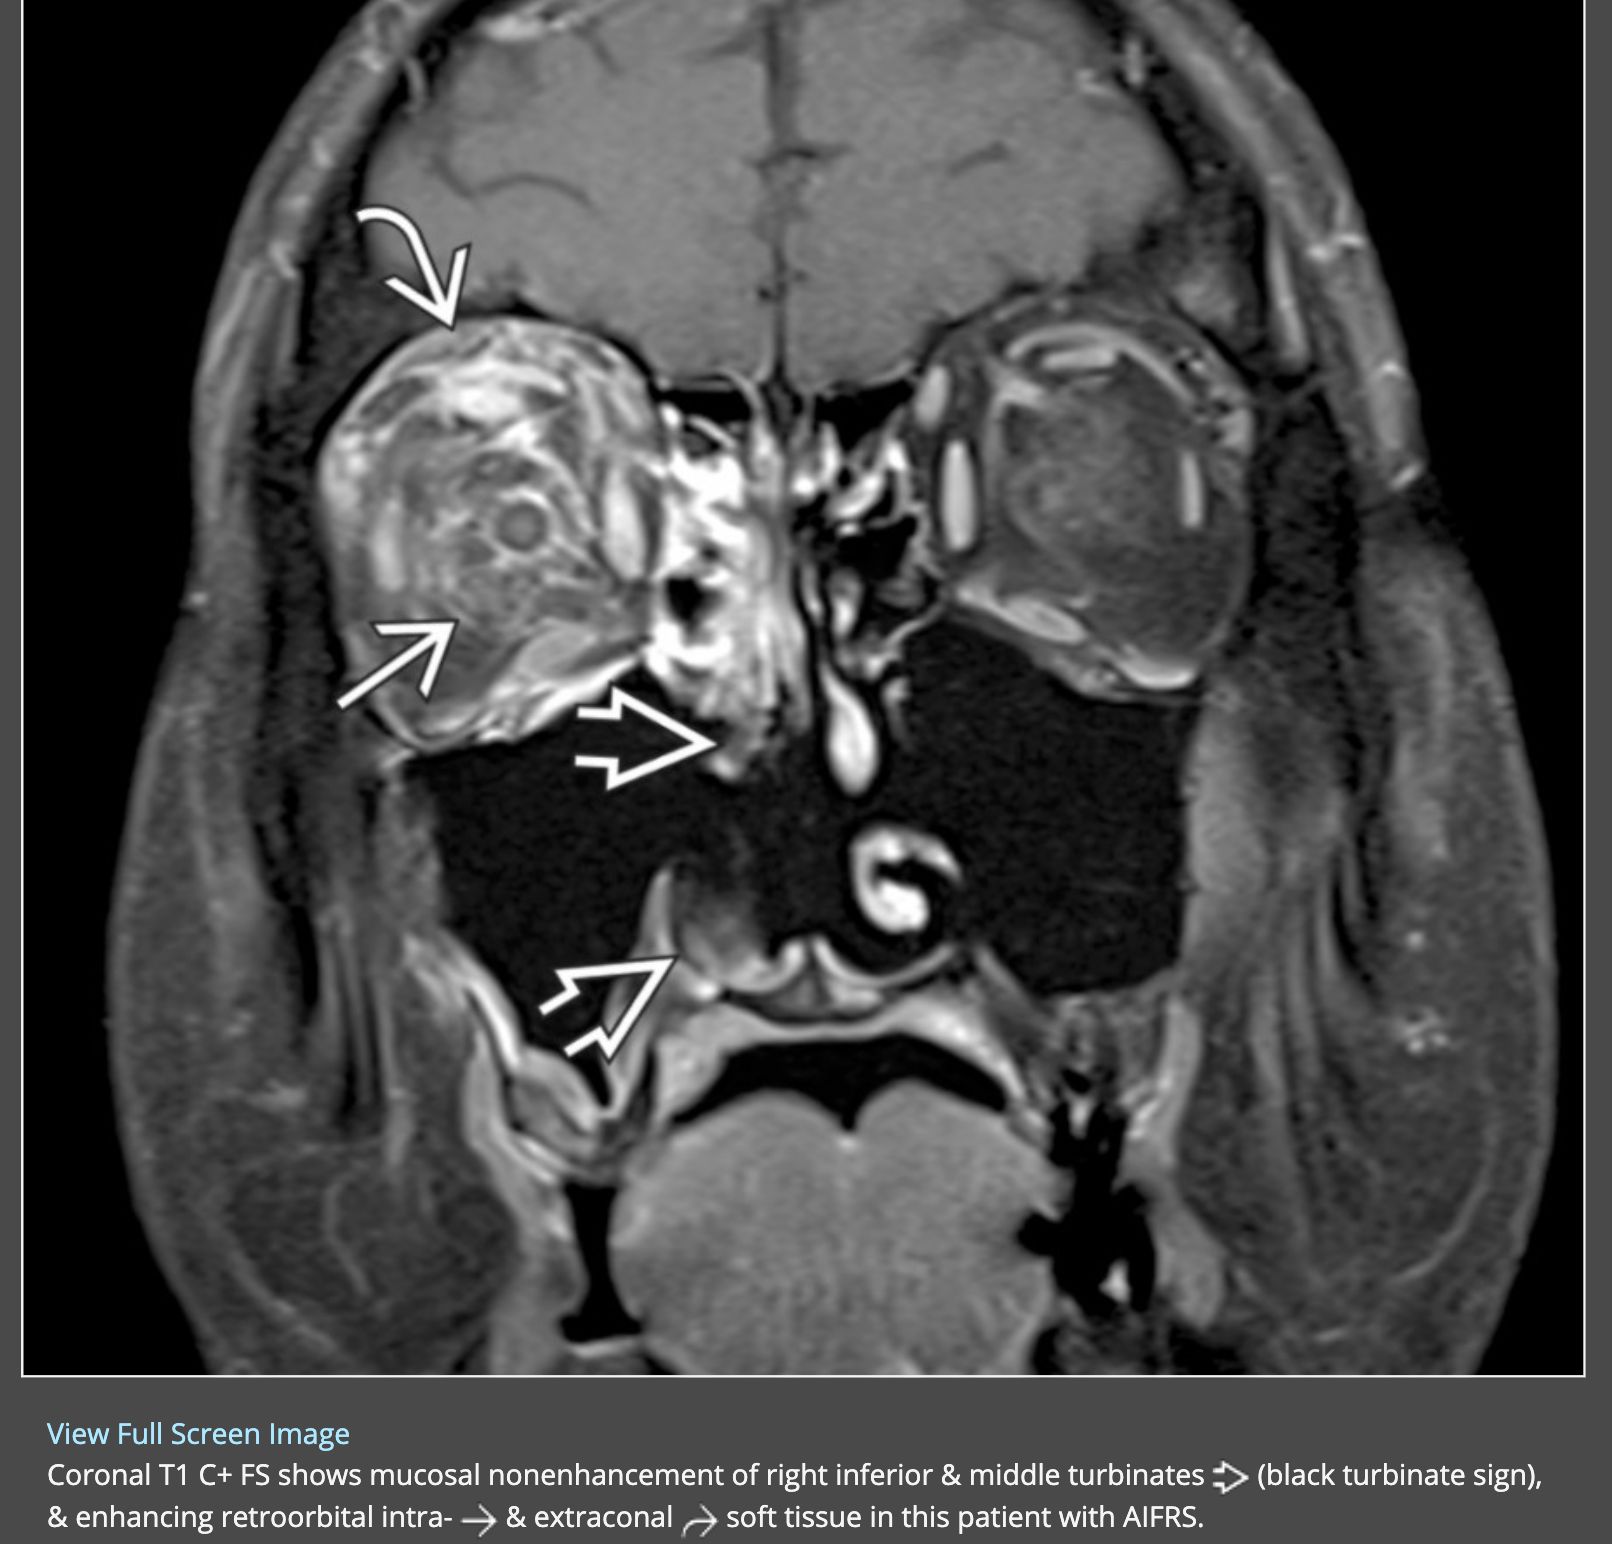 View Full Screen Image
Coronal T1 C+ FS shows mucosal nonenhancement of right inferior & middle turbinates (black turbinate sign),
& enhancing retroorbital intra- & extraconal soft tissue in this patient with AIFRS.